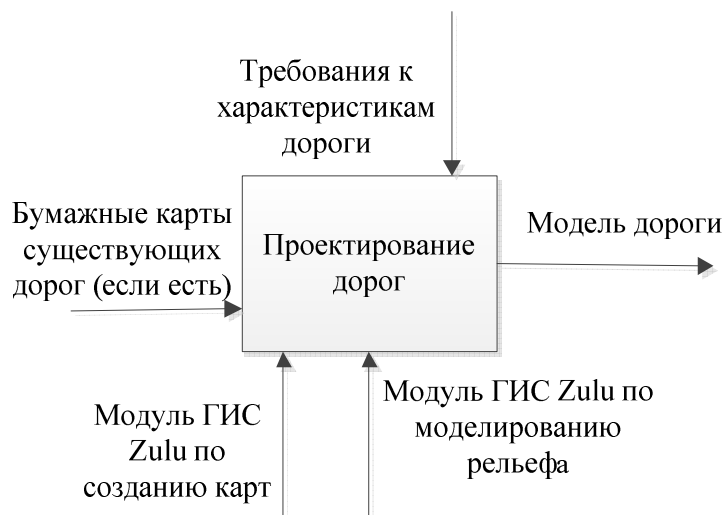 Требования к
характеристикам
дороги
Бумажные карты
существующих
дорог (если есть)
Проектирование
дорог
Модель дороги
Модуль ГИС
Zulu по
созданию карт
Модуль ГИС Zulu по
моделированию
рельефа